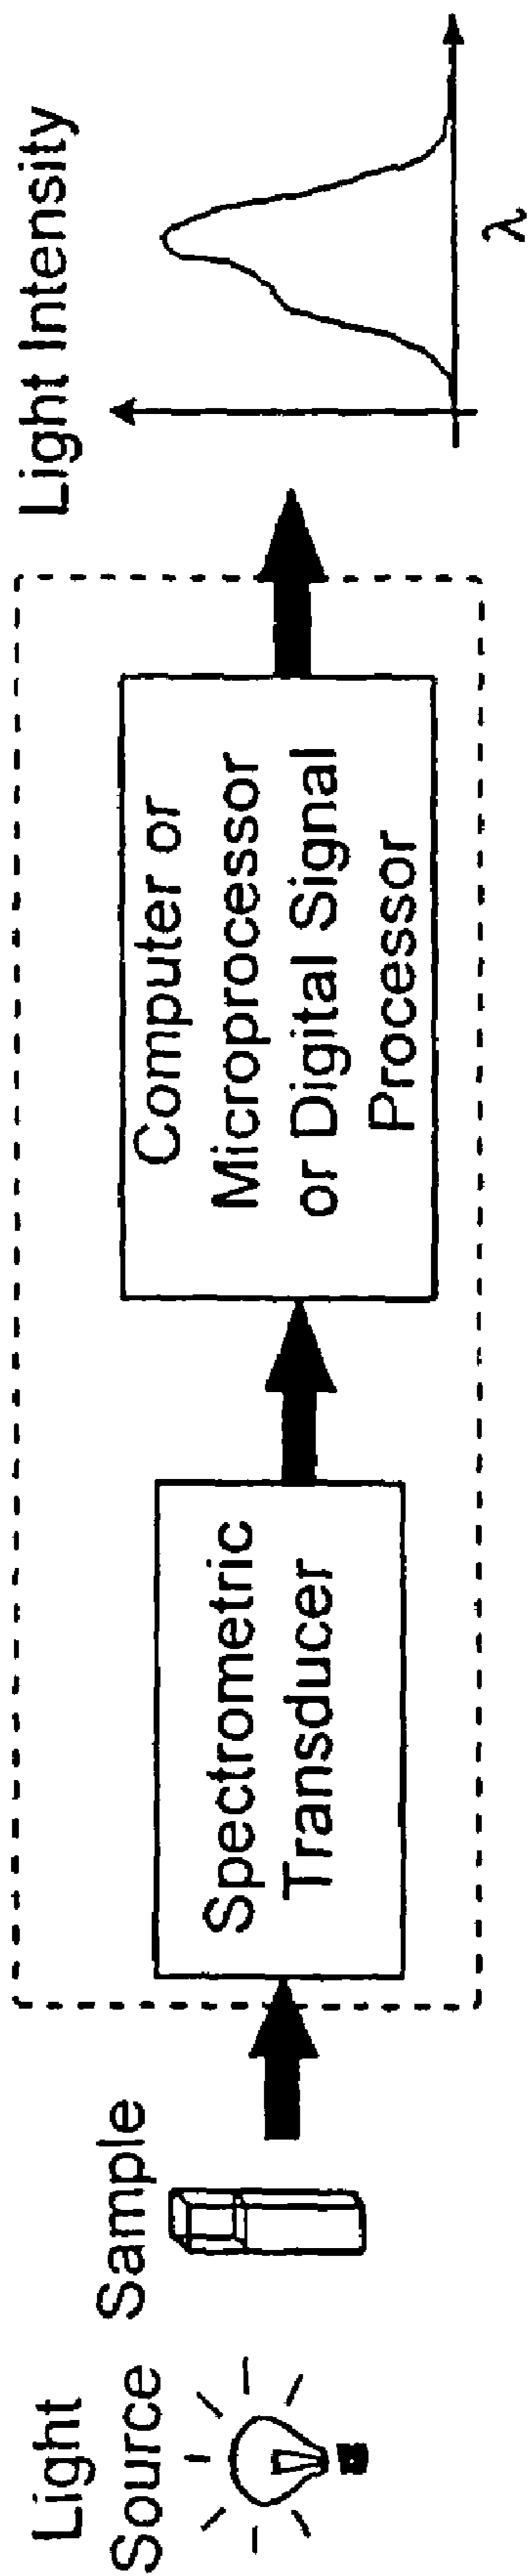 Light
Source
Sample
Spectrometric
Transducer
Computer or
Microprocessor
or Digital Signal
Processor
Light Intensity
λ